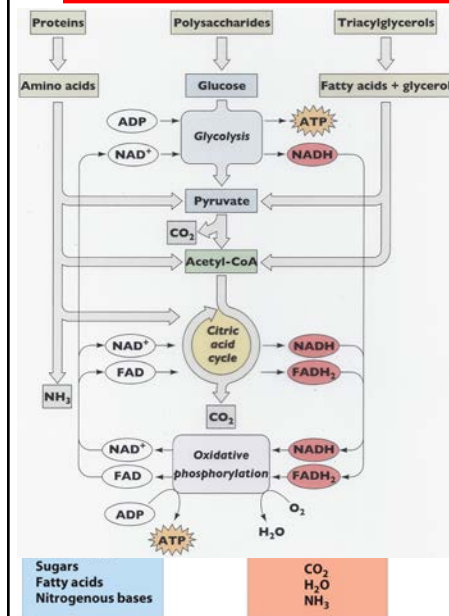 Proteins
Polysaccharides
Triacylglycerols
Amino acids
Glucose
Fatty acids + glycerol
ADP
Glycolysis
ATP
NAD⁺
NADH
Pyruvate
CO₂
Acetyl-CoA
NAD⁺
Citric
acid
cycle
NADH
FAD
FADH₂
NH₃
CO₂
NAD⁺
Oxidative
phosphorylation
NADH
FAD
FADH₂
ADP
O₂
ATP
H₂O
Sugars
Fatty acids
Nitrogenous bases
CO₂
H₂O
NH₃